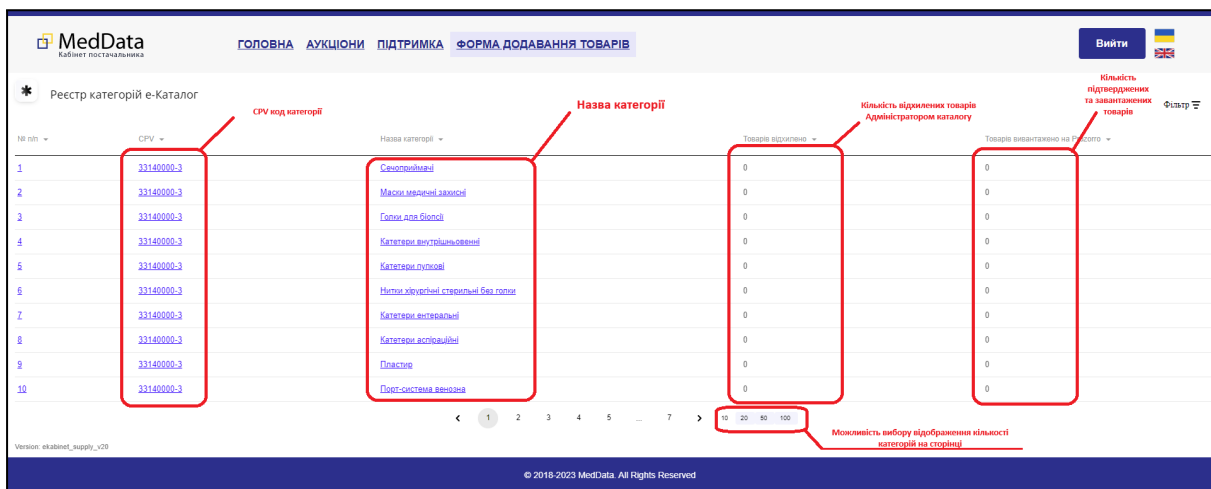 MedData
Кабінет постачальника
ГОЛОВНА АУКЦІОНИ ПІДТРИМКА ФОРМА ДОДАВАННЯ ТОВАРІВ
Вийти
Реєстр категорій е-Каталог
CPV код категорії
Назва категорії
Кількість відхилених товарів
Адміністратором каталогу
Кількість
підтверджених
та завантажених
товарів
Фільтр
№ п/п CPV Назва категорії Товарів відхилено Товарів вивантажено на Prozorro
1 33140000-3 Сечоприймачі 0 0
2 33140000-3 Маски медичні захисні 0 0
3 33140000-3 Голки для біопсії 0 0
4 33140000-3 Катетери внутрішньовенні 0 0
5 33140000-3 Катетери пупкові 0 0
6 33140000-3 Нитки хірургічні стерильні без голки 0 0
7 33140000-3 Катетери ентеральні 0 0
8 33140000-3 Катетери аспіраційні 0 0
9 33140000-3 Пластир 0 0
10 33140000-3 Порт-система венозна 0 0
1 2 3 4 5 ... 7 10 20 50 100
Можливість вибору відображення кількості
категорій на сторінці
Version: ekabinet_supply_v20
© 2018-2023 MedData. All Rights Reserved